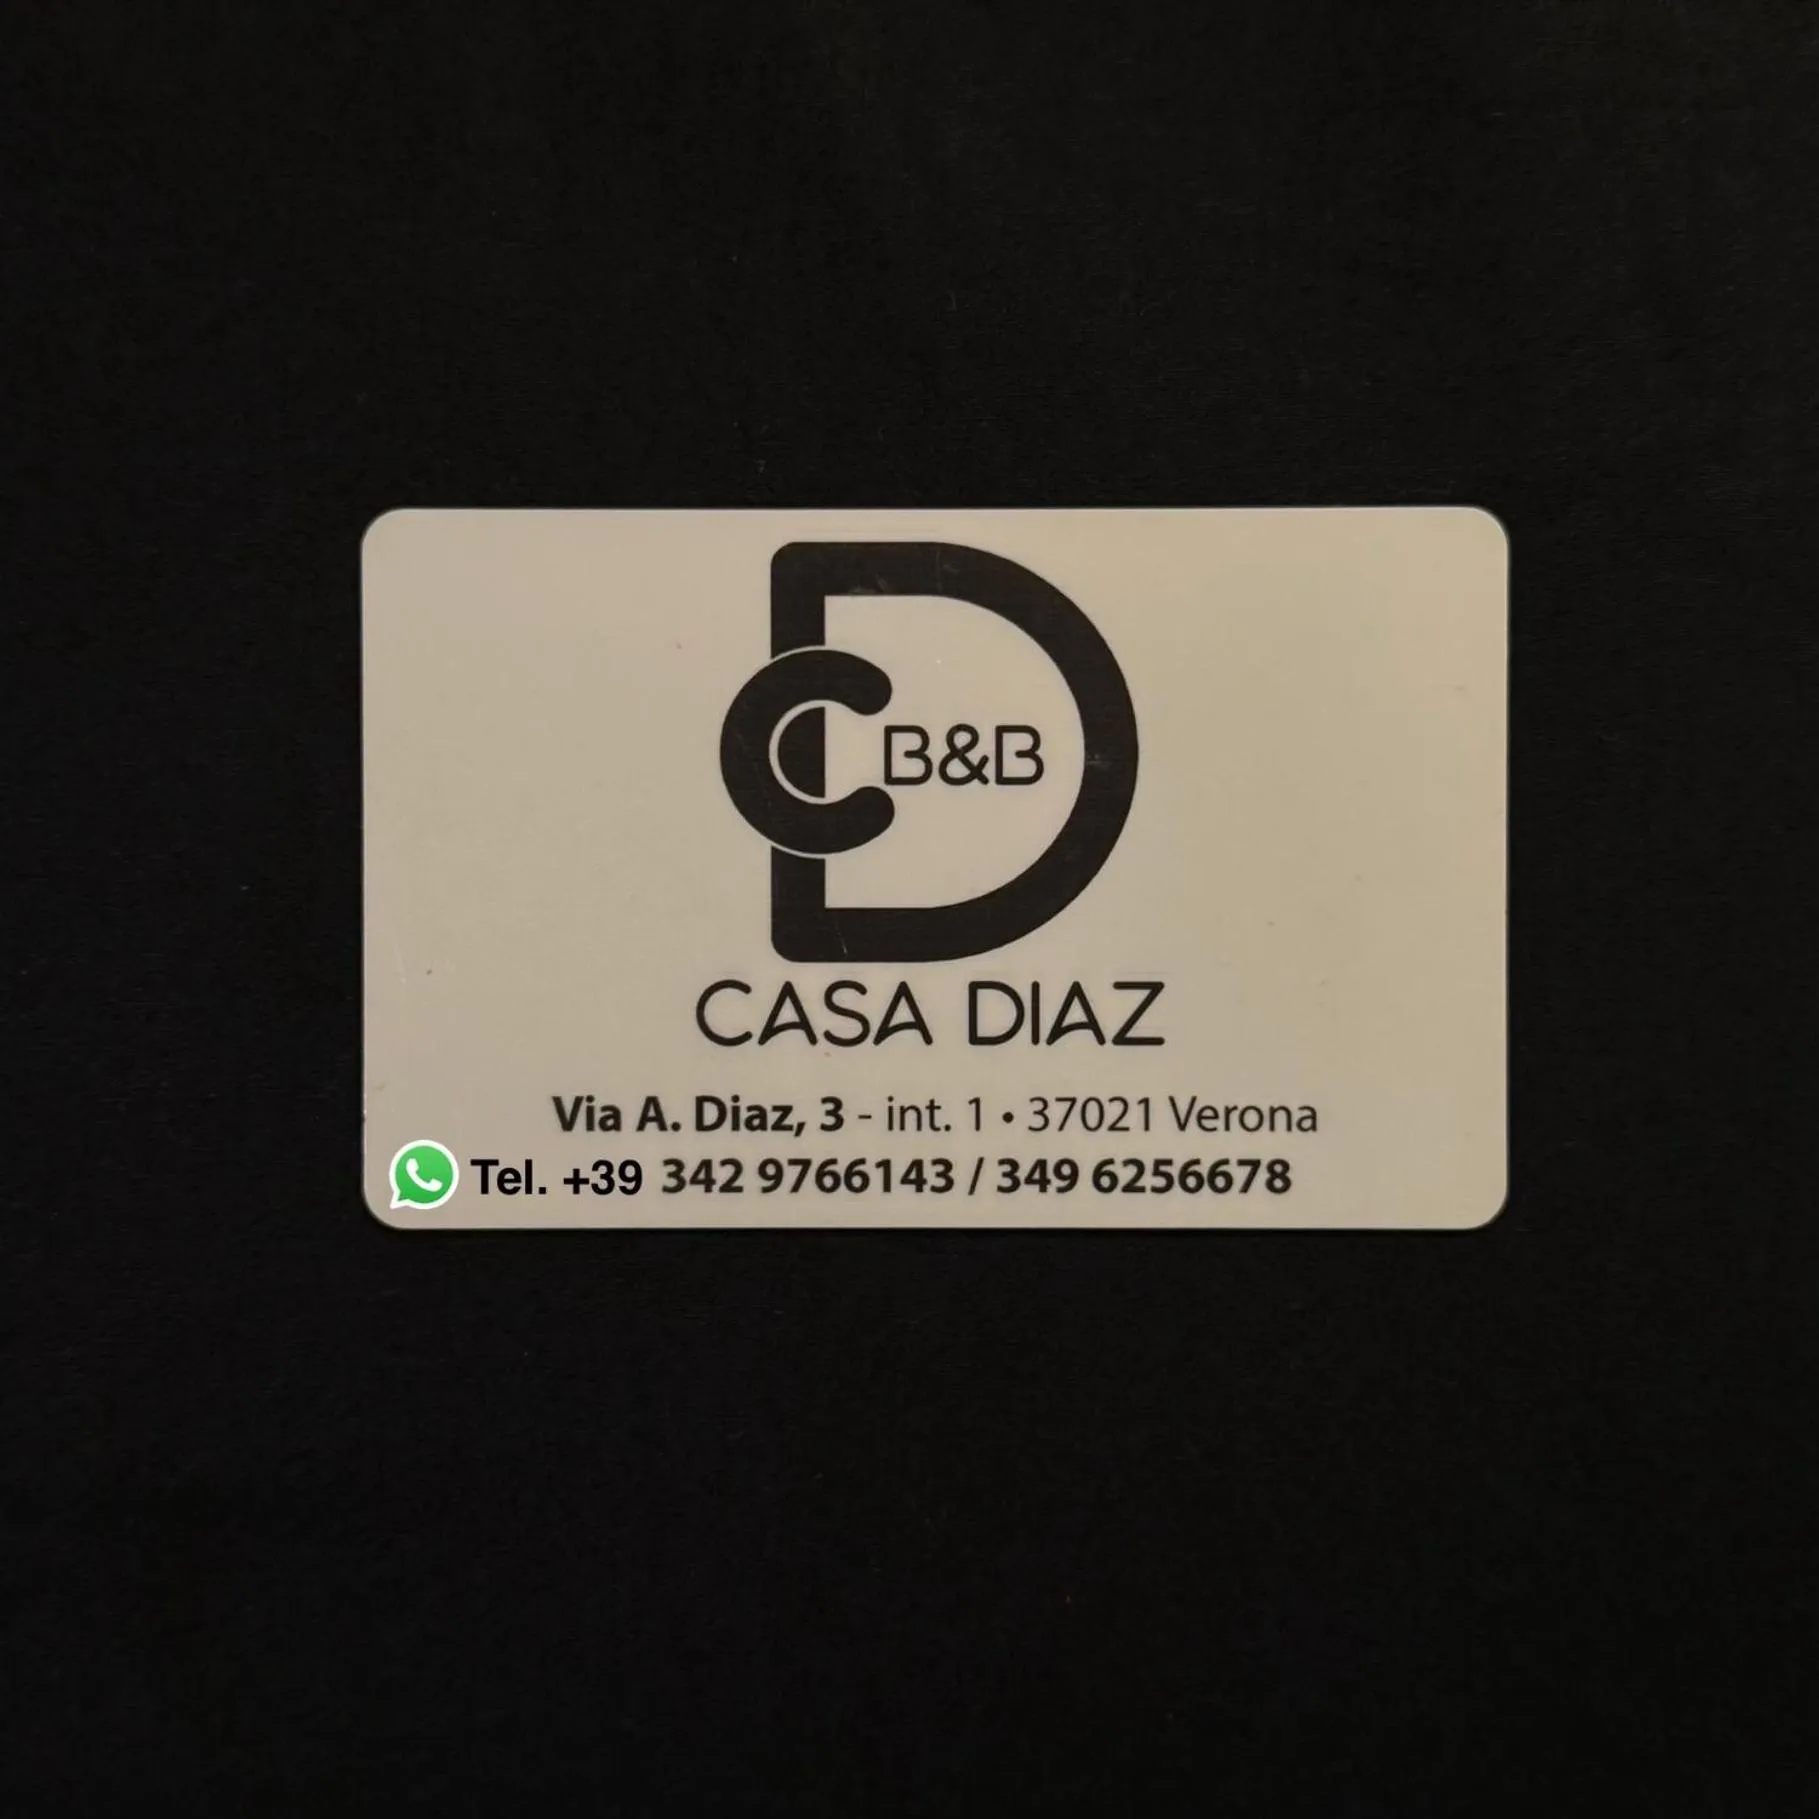 B&B
CASA DIAZ
Via A. Diaz, 3 - int. 1 • 37021 Verona
Tel. +39 342 9766143 / 349 6256678